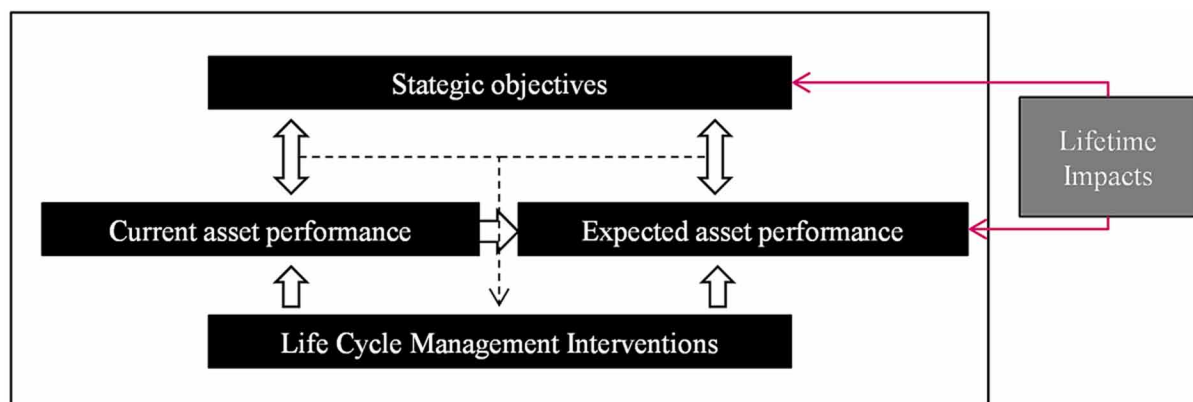 Stategic objectives
Lifetime
Impacts
Current asset performance
Expected asset performance
Life Cycle Management Interventions